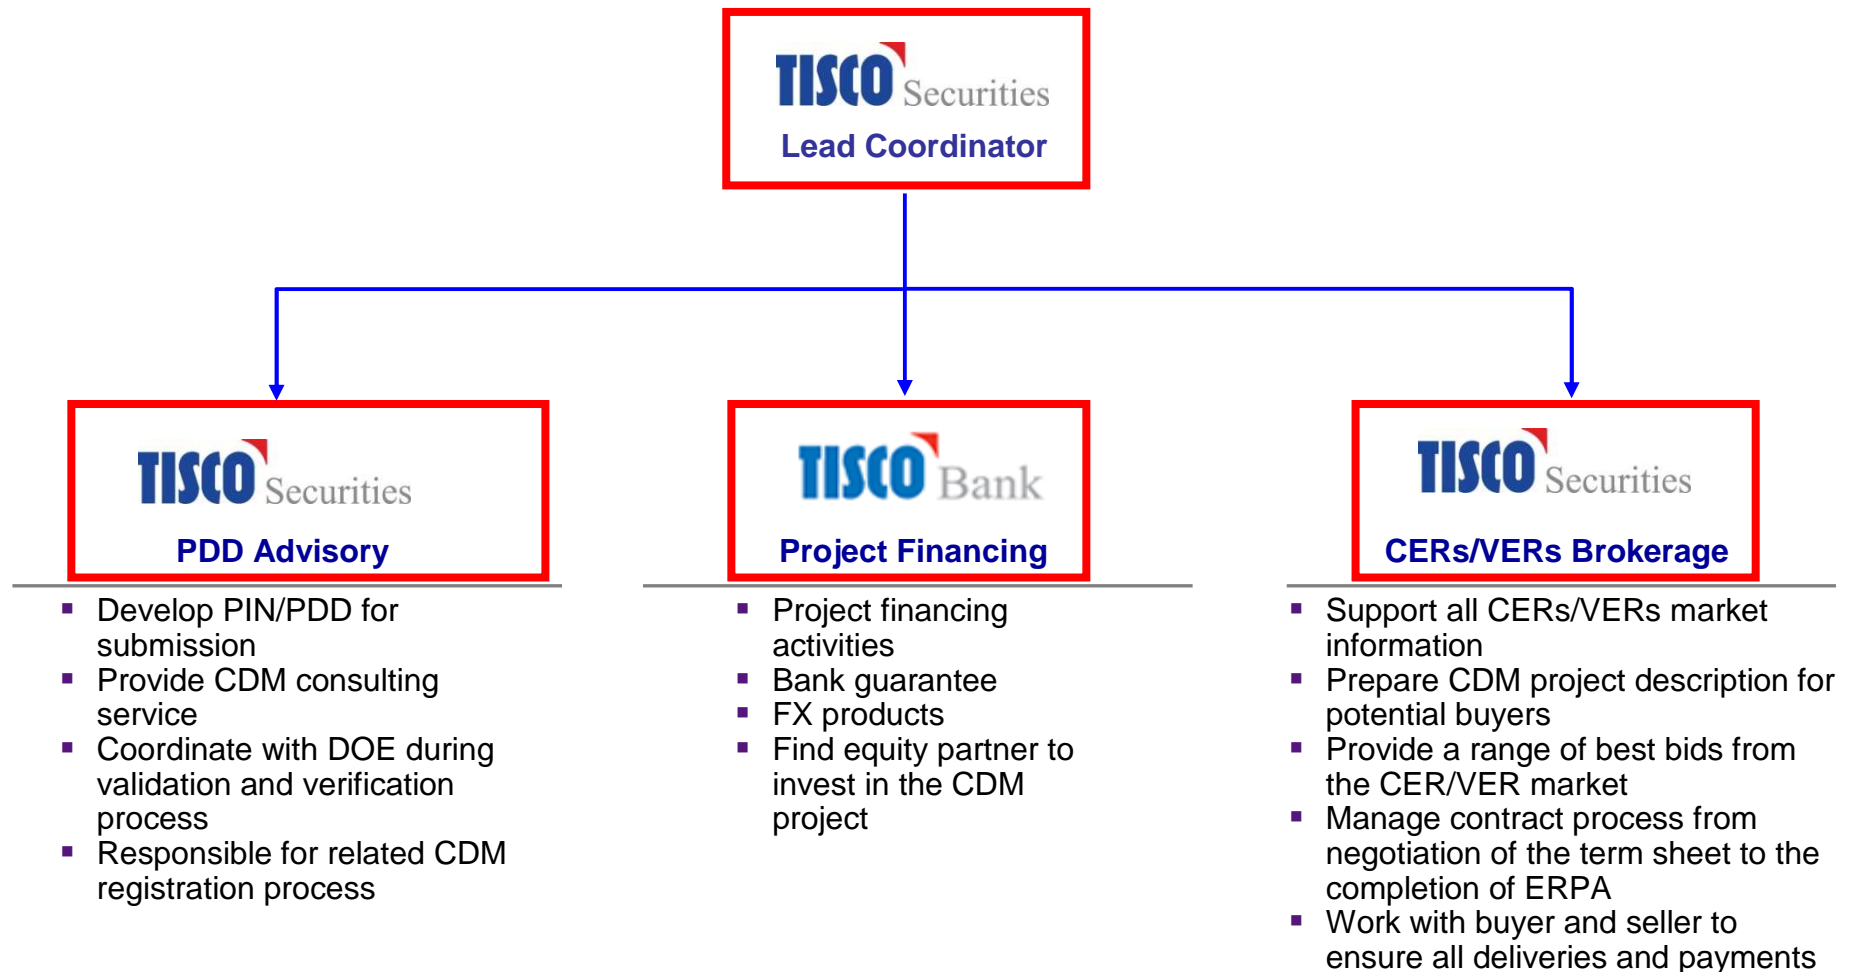 TISCO Securities
Lead Coordinator
TISCO Securities
PDD Advisory
▪ Develop PIN/PDD for
submission
▪ Provide CDM consulting
service
▪ Coordinate with DOE during
validation and verification
process
▪ Responsible for related CDM
registration process
TISCO Bank
Project Financing
▪ Project financing
activities
▪ Bank guarantee
▪ FX products
▪ Find equity partner to
invest in the CDM
project
TISCO Securities
CERs/VERs Brokerage
▪ Support all CERs/VERs market
information
▪ Prepare CDM project description for
potential buyers
▪ Provide a range of best bids from
the CER/VER market
▪ Manage contract process from
negotiation of the term sheet to the
completion of ERPA
▪ Work with buyer and seller to
ensure all deliveries and payments